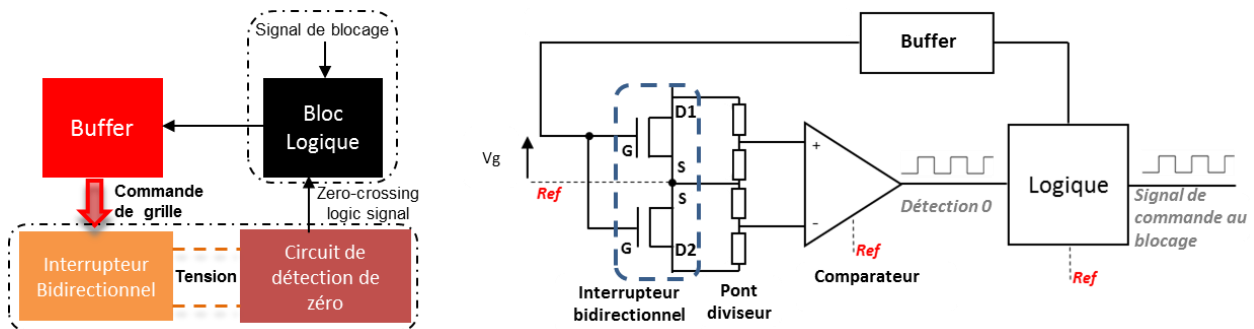 Signal de blocage
Buffer
Bloc
Logique
Commande
de grille
Zero-crossing
logic signal
Interrupteur
Bidirectionnel
Tension
Circuit de
détection de
zéro
Buffer
D1
G
S
Vg
Ref
S
G
D2
+
-
Détection 0
Logique
Signal de
commande au
blocage
Ref
Ref
Comparateur
Interrupteur
bidirectionnel
Pont
diviseur